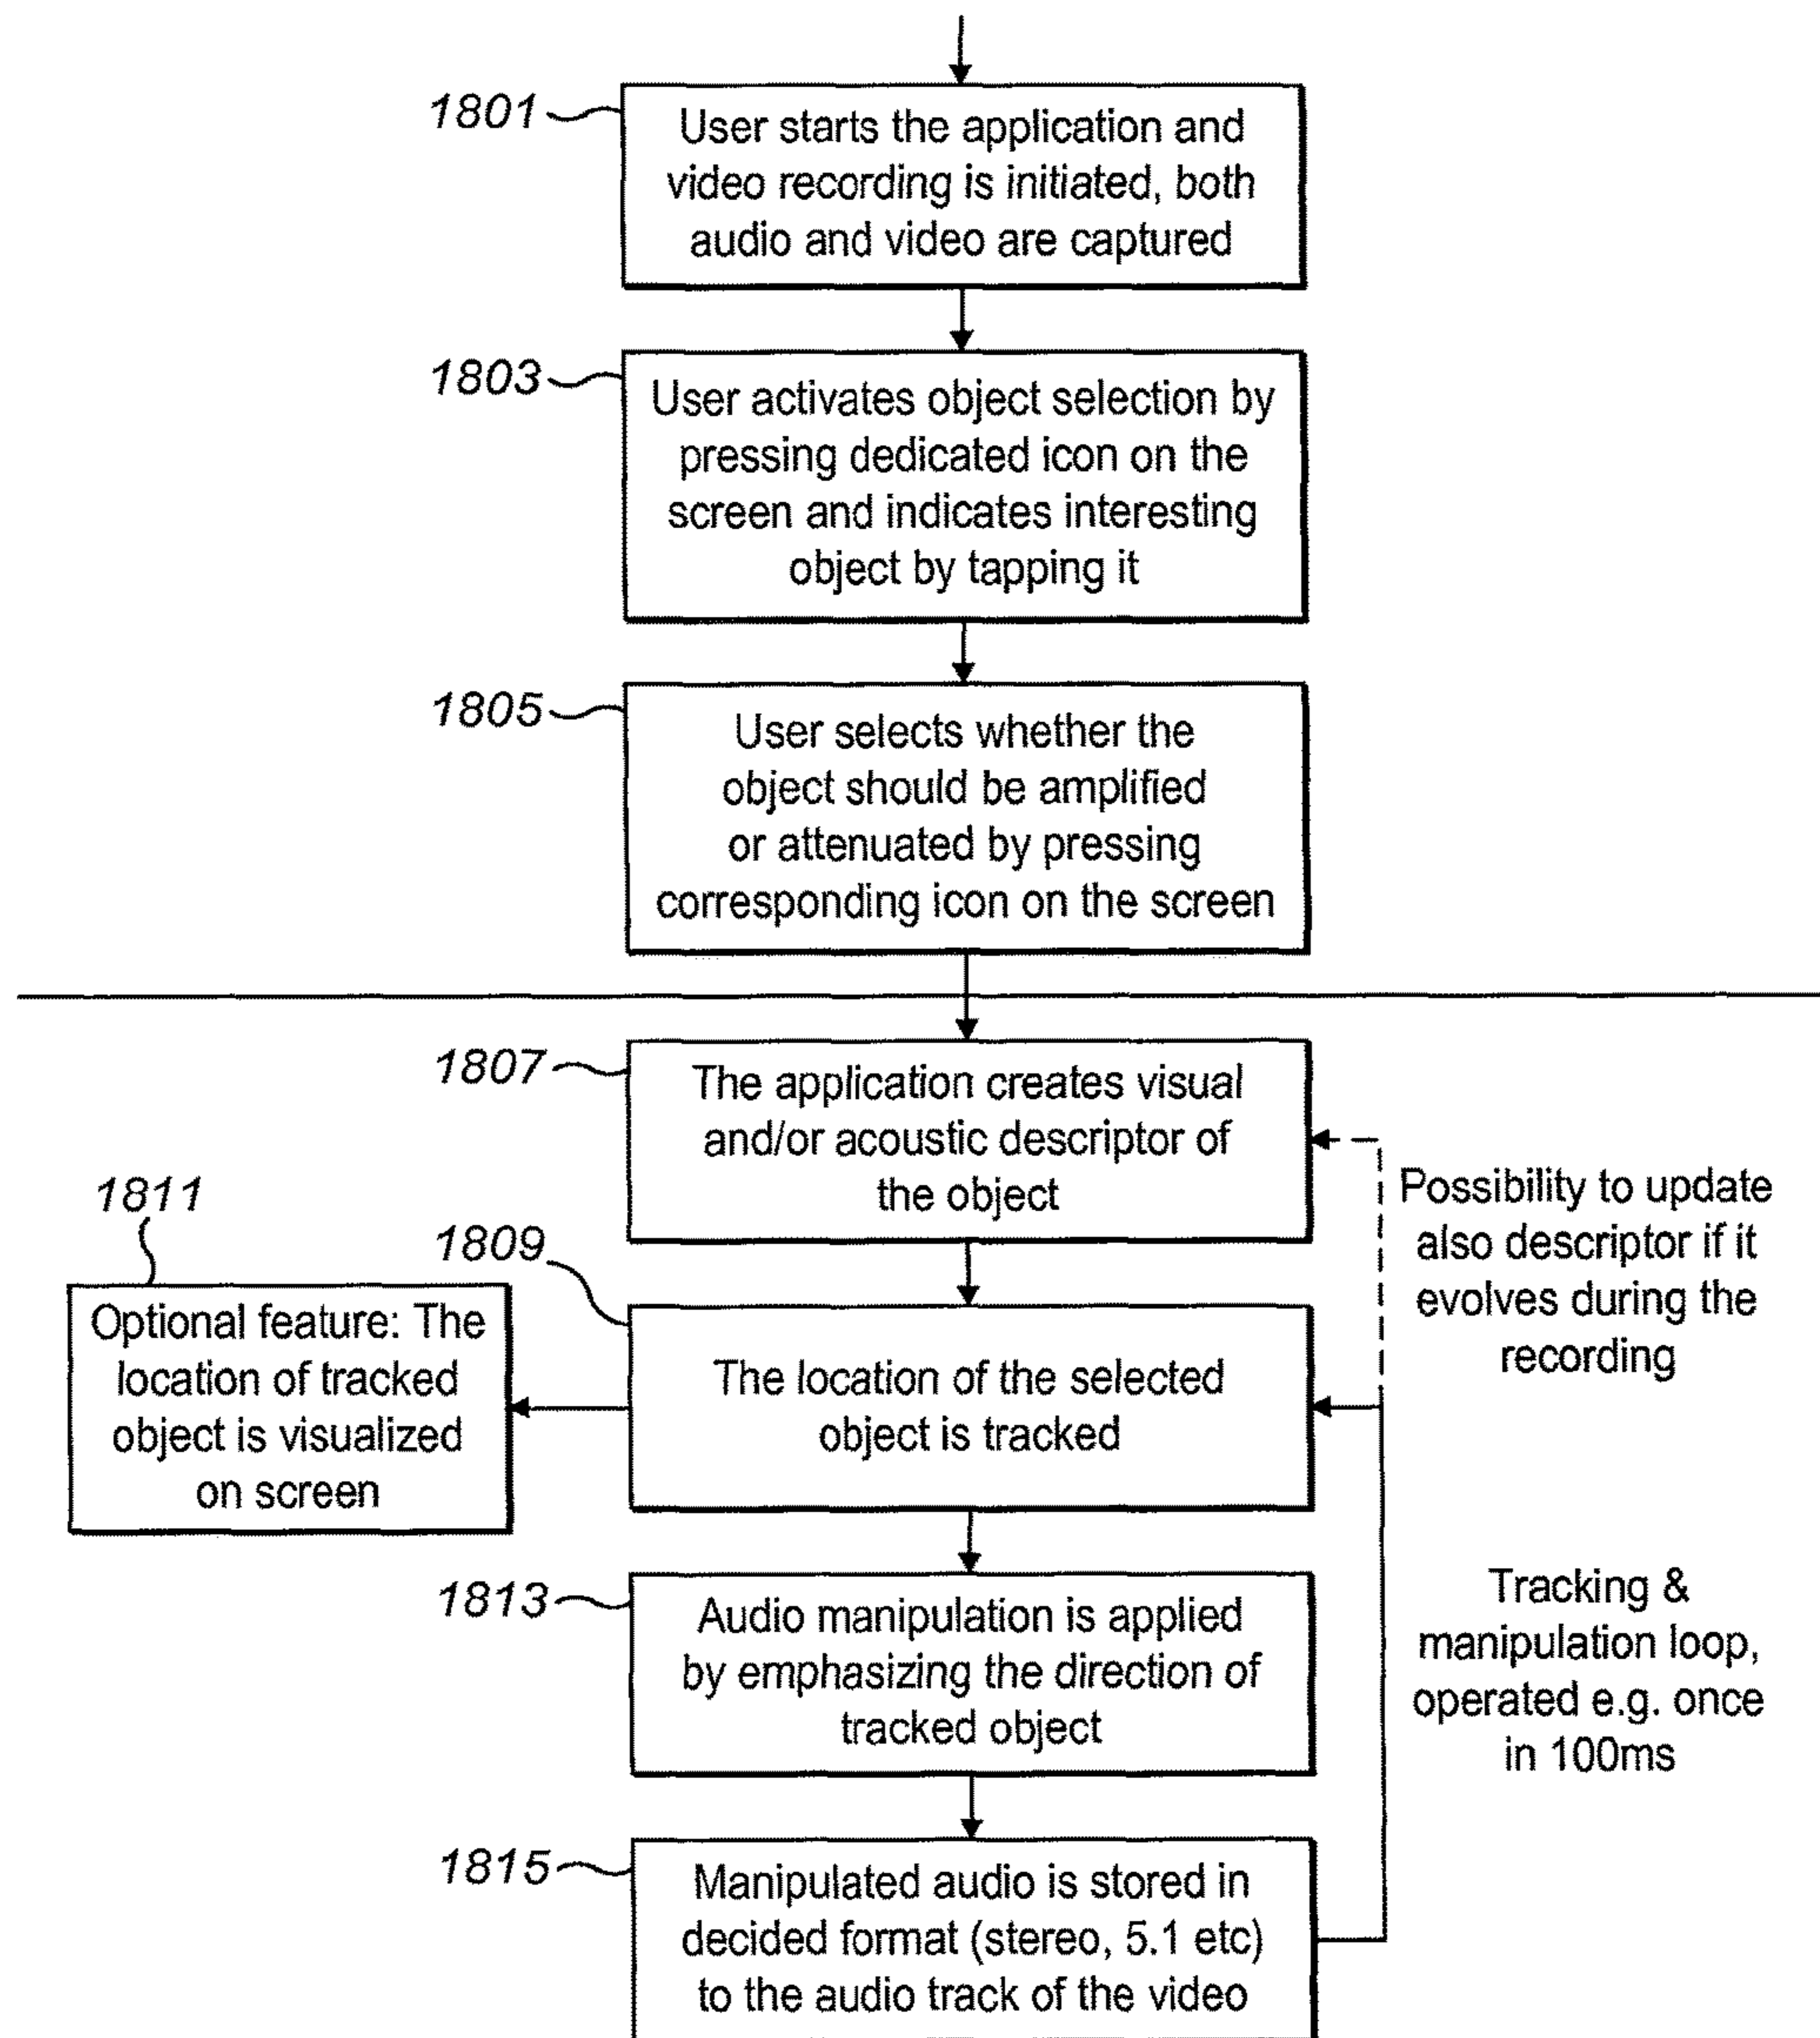 1801
User starts the application and
video recording is initiated, both
audio and video are captured
1803
User activates object selection by
pressing dedicated icon on the
screen and indicates interesting
object by tapping it
1805
User selects whether the
object should be amplified
or attenuated by pressing
corresponding icon on the screen
1807
The application creates visual
and/or acoustic descriptor of
the object
Possibility to update
also descriptor if it
evolves during the
recording
1811
Optional feature: The
location of tracked
object is visualized
on screen
1809
The location of the selected
object is tracked
1813
Audio manipulation is applied
by emphasizing the direction of
tracked object
Tracking &
manipulation loop,
operated e.g. once
in 100ms
1815
Manipulated audio is stored in
decided format (stereo, 5.1 etc)
to the audio track of the video